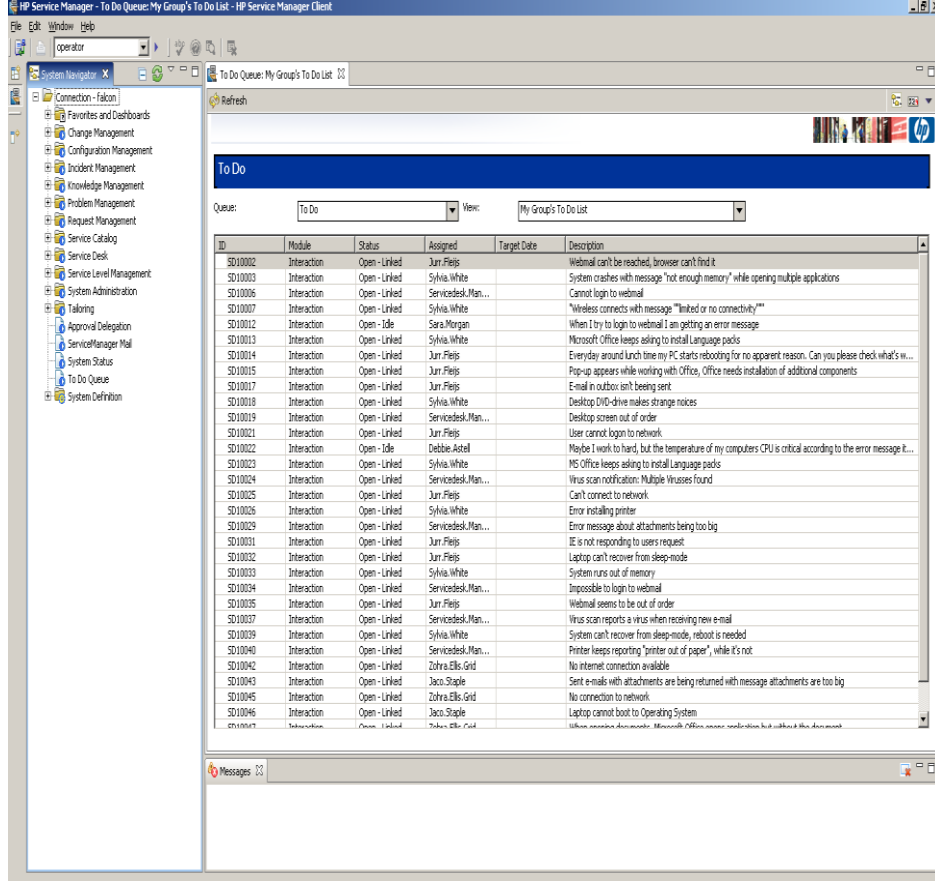 HP Service Manager - To Do Queue: My Group's To Do List - HP Service Manager Client
File Edit Window Help
operator
System Navigator
Connection - falcon
Favorites and Dashboards
Change Management
Configuration Management
Incident Management
Knowledge Management
Problem Management
Request Management
Service Catalog
Service Desk
Service Level Management
System Administration
Tailoring
Approval Delegation
ServiceManager Mail
System Status
To Do Queue
System Definition
To Do Queue: My Group's To Do List
Refresh
hp
To Do
Queue: To Do View: My Group's To Do List
ID Module Status Assigned Target Date Description
SD10002 Interaction Open - Linked Jurr.Fleijs Webmail can't be reached, browser can't find it
SD10003 Interaction Open - Linked Sylvia.White System crashes with message "not enough memory" while opening multiple applications
SD10006 Interaction Open - Linked Servicedesk.Man... Cannot login to webmail
SD10007 Interaction Open - Linked Sylvia.White "Wireless connects with message ""limited or no connectivity"""
SD10012 Interaction Open - Idle Sara.Morgan When I try to login to webmail I am getting an error message
SD10013 Interaction Open - Linked Sylvia.White Microsoft Office keeps asking to install Language packs
SD10014 Interaction Open - Linked Jurr.Fleijs Everyday around lunch time my PC starts rebooting for no apparent reason. Can you please check what's w...
SD10015 Interaction Open - Linked Jurr.Fleijs Pop-up appears while working with Office, Office needs installation of additional components
SD10017 Interaction Open - Linked Jurr.Fleijs E-mail in outbox isn't beeing sent
SD10018 Interaction Open - Linked Sylvia.White Desktop DVD-drive makes strange noices
SD10019 Interaction Open - Linked Servicedesk.Man... Desktop screen out of order
SD10021 Interaction Open - Linked Jurr.Fleijs User cannot logon to network
SD10022 Interaction Open - Idle Debbie.Astell Maybe I work to hard, but the temperature of my computers CPU is critical according to the error message it...
SD10023 Interaction Open - Linked Sylvia.White MS Office keeps asking to install Language packs
SD10024 Interaction Open - Linked Servicedesk.Man... Virus scan notification: Multiple Virusses found
SD10025 Interaction Open - Linked Jurr.Fleijs Can't connect to network
SD10026 Interaction Open - Linked Sylvia.White Error installing printer
SD10029 Interaction Open - Linked Servicedesk.Man... Error message about attachments being too big
SD10031 Interaction Open - Linked Jurr.Fleijs IE is not responding to users request
SD10032 Interaction Open - Linked Jurr.Fleijs Laptop can't recover from sleep-mode
SD10033 Interaction Open - Linked Sylvia.White System runs out of memory
SD10034 Interaction Open - Linked Servicedesk.Man... Impossible to login to webmail
SD10035 Interaction Open - Linked Jurr.Fleijs Webmail seems to be out of order
SD10037 Interaction Open - Linked Servicedesk.Man... Virus scan reports a virus when receiving new e-mail
SD10039 Interaction Open - Linked Sylvia.White System can't recover from sleep-mode, reboot is needed
SD10040 Interaction Open - Linked Servicedesk.Man... Printer keeps reporting "printer out of paper", while it's not
SD10042 Interaction Open - Linked Zohra.Ellis.Grid No internet connection available
SD10043 Interaction Open - Linked Jaco.Staple Sent e-mails with attachments are being returned with message attachments are too big
SD10045 Interaction Open - Linked Zohra.Ellis.Grid No connection to network
SD10046 Interaction Open - Linked Jaco.Staple Laptop cannot boot to Operating System
SD10047 Interaction Open - Linked Zohra.Ellis.Grid When opening documents, Microsoft Office opens application but without the document
Messages